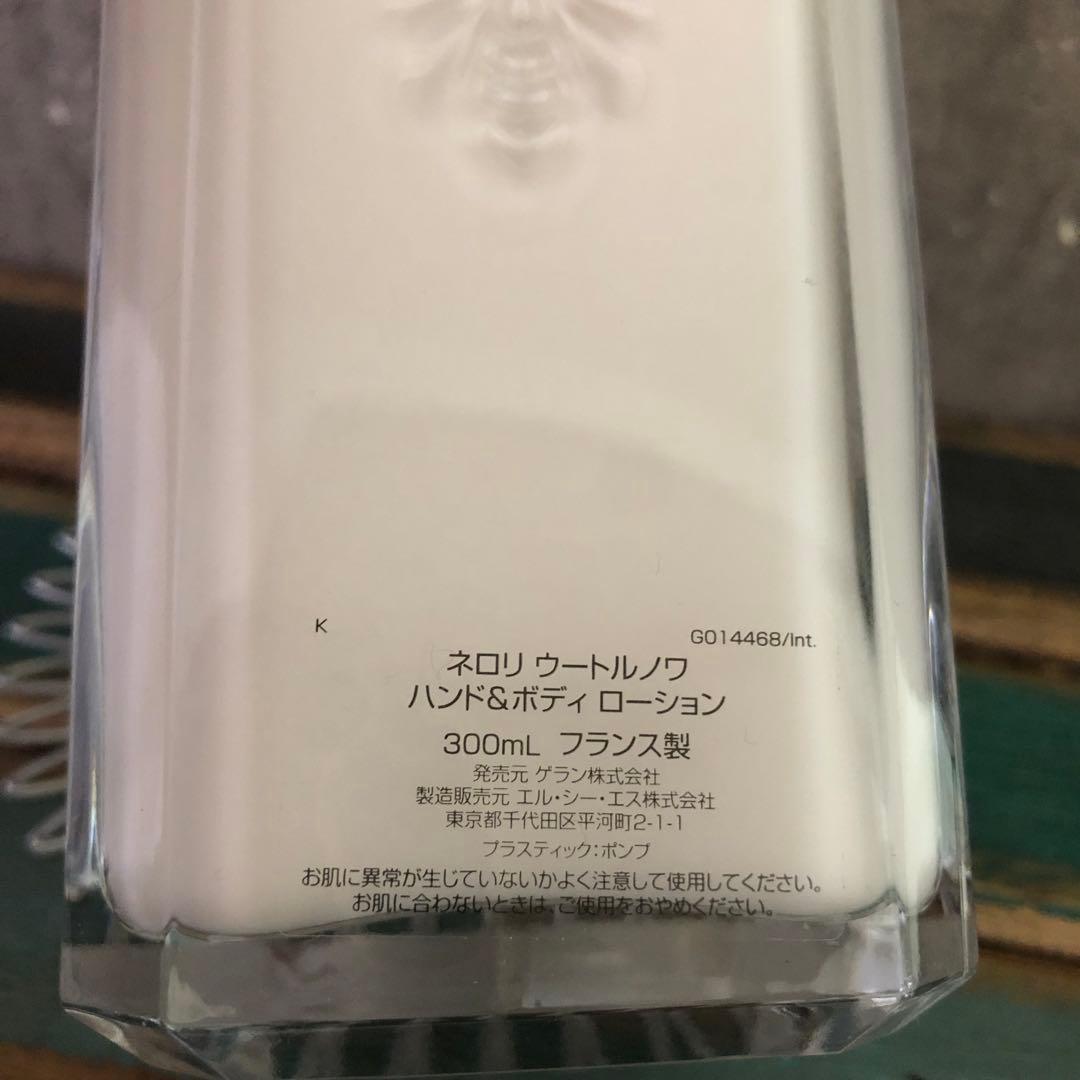 K
G014468/Int.
ネロリ ウートルノワ
ハンド&ボディ ローション
300mL フランス製
発売元 ゲラン株式会社
製造販売元 エル・シー・エス株式会社
東京都千代田区平河町2-1-1
プラスティック:ポンプ
お肌に異常が生じていないかよく注意して使用してください。
お肌に合わないときは、ご使用をおやめください。